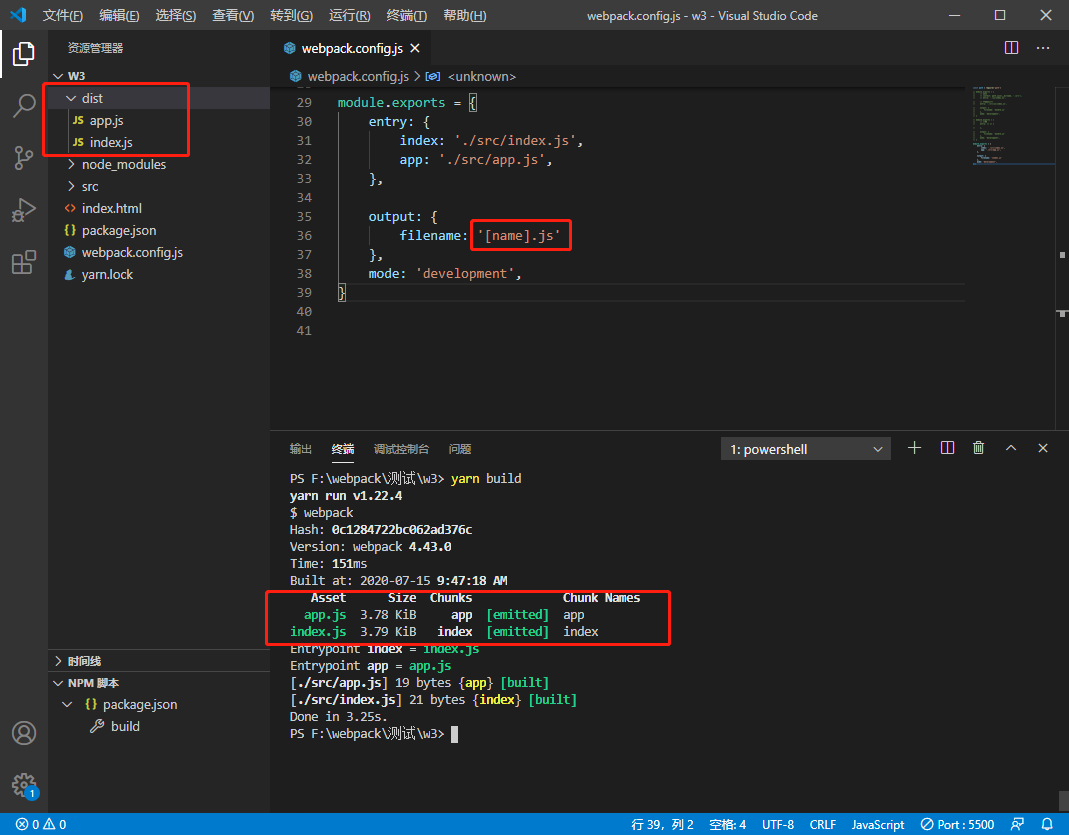 文件(F) 编辑(E) 选择(S) 查看(V) 转到(G) 运行(R) 终端(T) 帮助(H) webpack.config.js - w3 - Visual Studio Code
资源管理器
W3
dist
JS app.js
JS index.js
node_modules
src
<> index.html
{} package.json
webpack.config.js
yarn.lock
时间线
NPM 脚本
{} package.json
build
1
webpack.config.js
webpack.config.js > <unknown>
29 module.exports = {
30 entry: {
31 index: './src/index.js',
32 app: './src/app.js',
33 },
34
35 output: {
36 filename: '[name].js'
37 },
38 mode: 'development',
39 }
40
41
输出 终端 调试控制台 问题 1: powershell
PS F:\webpack\测试\w3> yarn build
yarn run v1.22.4
$ webpack
Hash: 0c1284722bc062ad376c
Version: webpack 4.43.0
Time: 151ms
Built at: 2020-07-15 9:47:18 AM
Asset Size Chunks Chunk Names
app.js 3.78 KiB app [emitted] app
index.js 3.79 KiB index [emitted] index
Entrypoint index = index.js
Entrypoint app = app.js
[./src/app.js] 19 bytes {app} [built]
[./src/index.js] 21 bytes {index} [built]
Done in 3.25s.
PS F:\webpack\测试\w3>
0 0 行 39，列 2 空格: 4 UTF-8 CRLF JavaScript Port : 5500